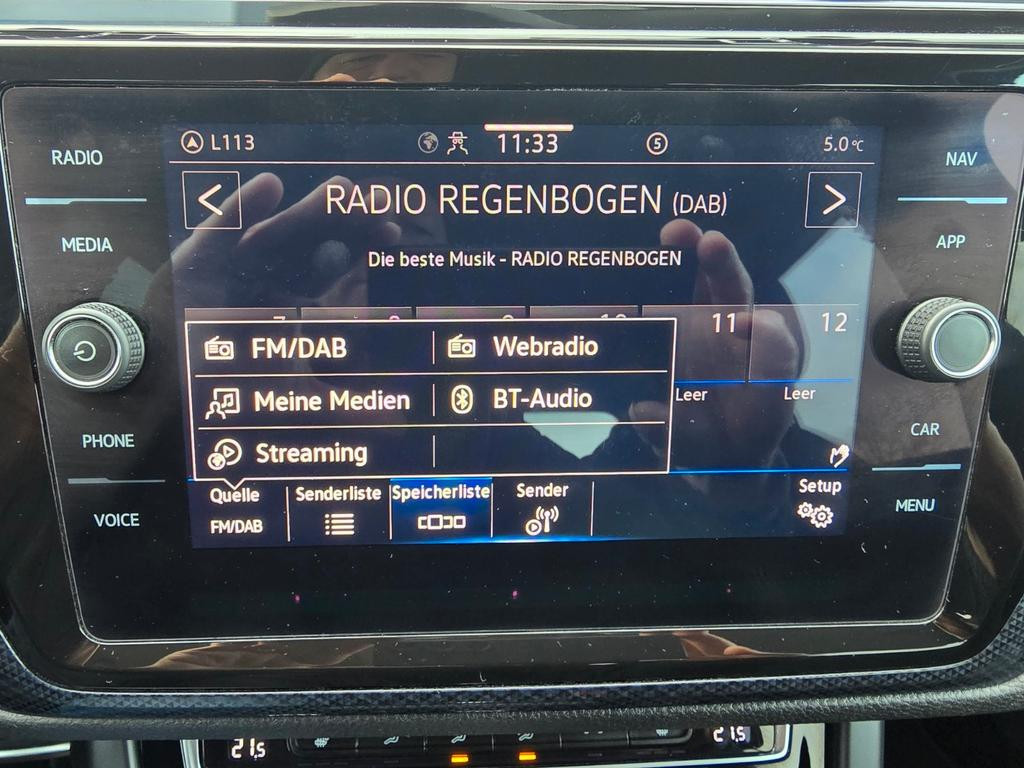 RADIO
MEDIA
PHONE
VOICE
L113
11:33
5
5.0 °C
RADIO REGENBOGEN (DAB)
Die beste Musik - RADIO REGENBOGEN
11
12
Leer
Leer
FM/DAB
Webradio
Meine Medien
BT-Audio
Streaming
Quelle
FM/DAB
Senderliste
Speicherliste
Sender
Setup
NAV
APP
CAR
MENU
21,5
21,5